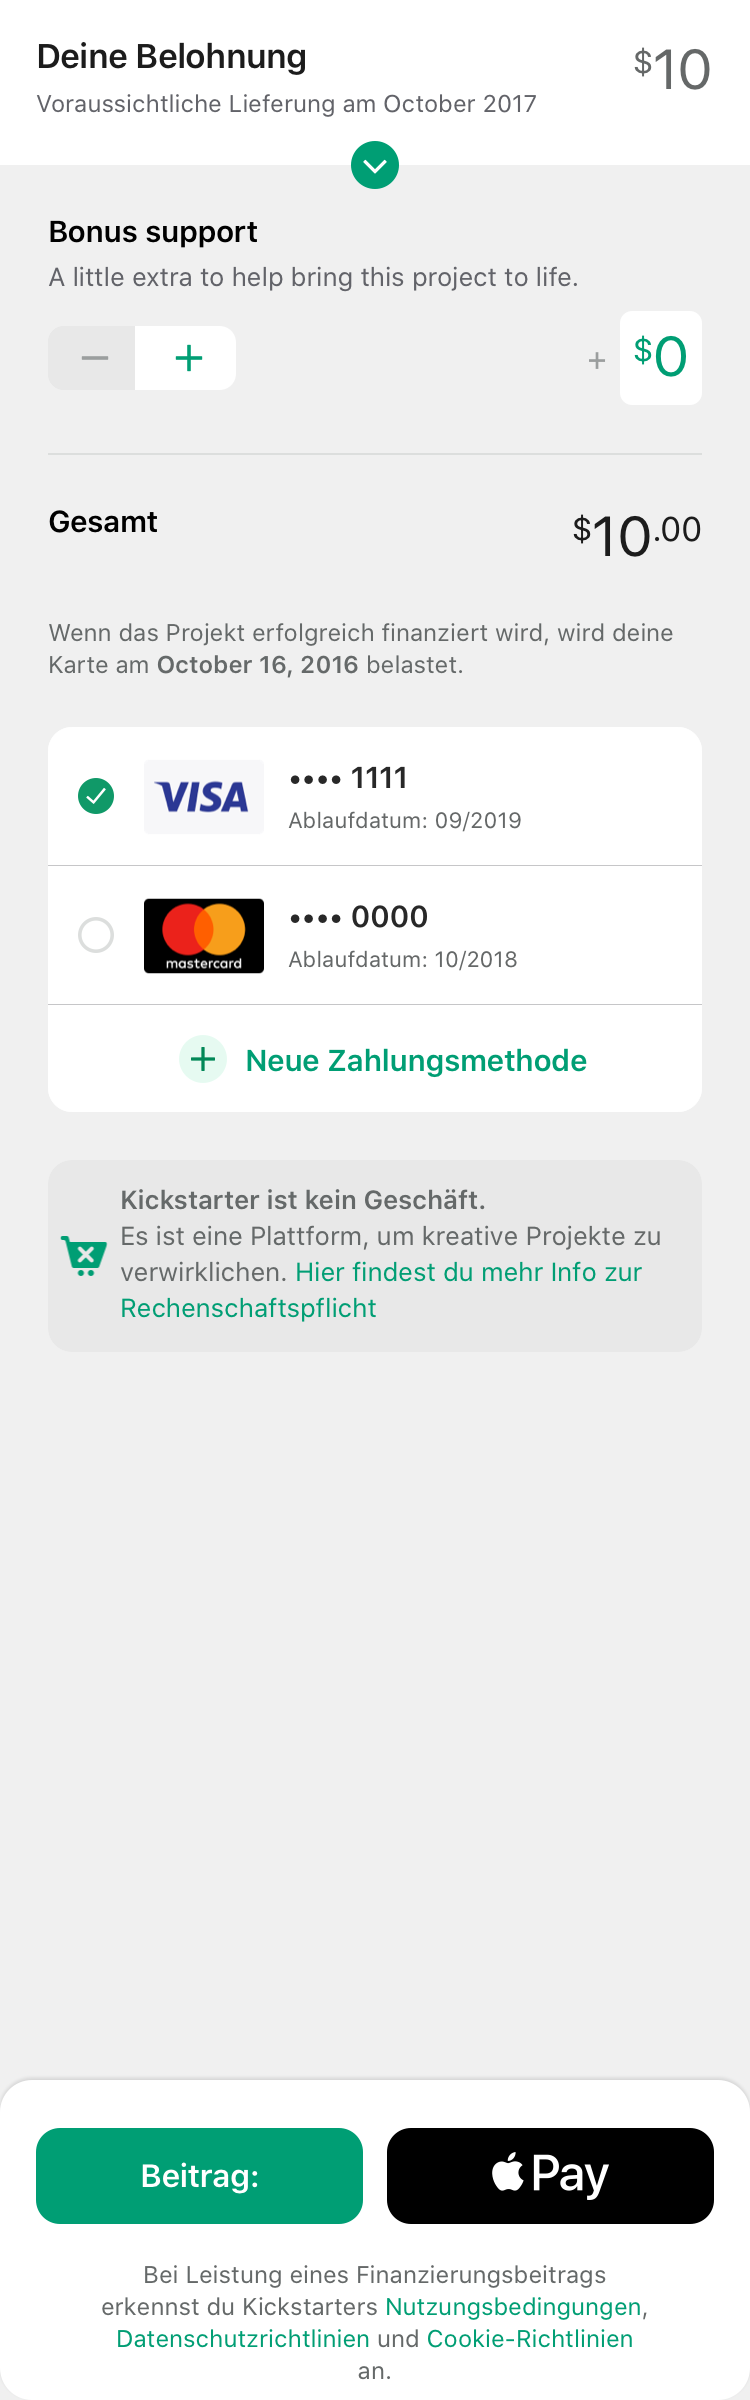 Deine Belohnung
$10
Voraussichtliche Lieferung am October 2017
Bonus support
A little extra to help bring this project to life.
− +
+ $0
Gesamt
$10.00
Wenn das Projekt erfolgreich finanziert wird, wird deine
Karte am October 16, 2016 belastet.
VISA
•••• 1111
Ablaufdatum: 09/2019
mastercard
•••• 0000
Ablaufdatum: 10/2018
+ Neue Zahlungsmethode
Kickstarter ist kein Geschäft.
Es ist eine Plattform, um kreative Projekte zu
verwirklichen. Hier findest du mehr Info zur
Rechenschaftspflicht
Beitrag:
Pay
Bei Leistung eines Finanzierungsbeitrags
erkennst du Kickstarters Nutzungsbedingungen,
Datenschutzrichtlinien und Cookie-Richtlinien
an.